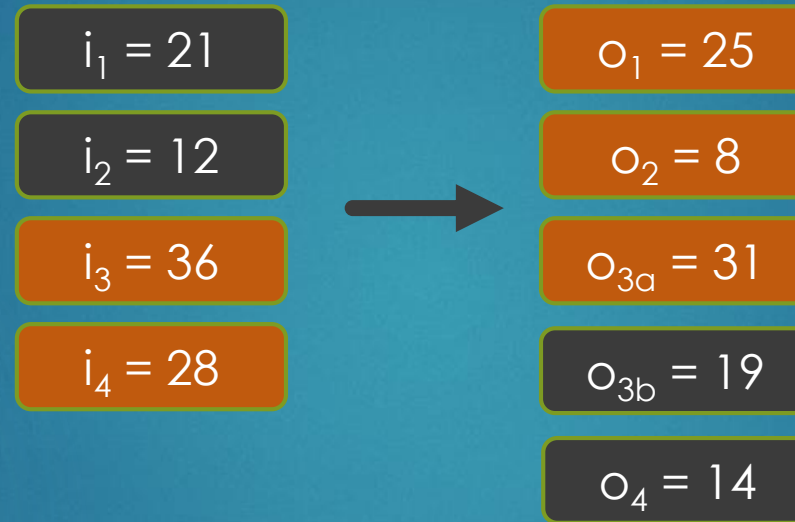 i₁ = 21
i₂ = 12
i₃ = 36
i₄ = 28
o₁ = 25
o₂ = 8
o₃ₐ = 31
o₃b = 19
o₄ = 14